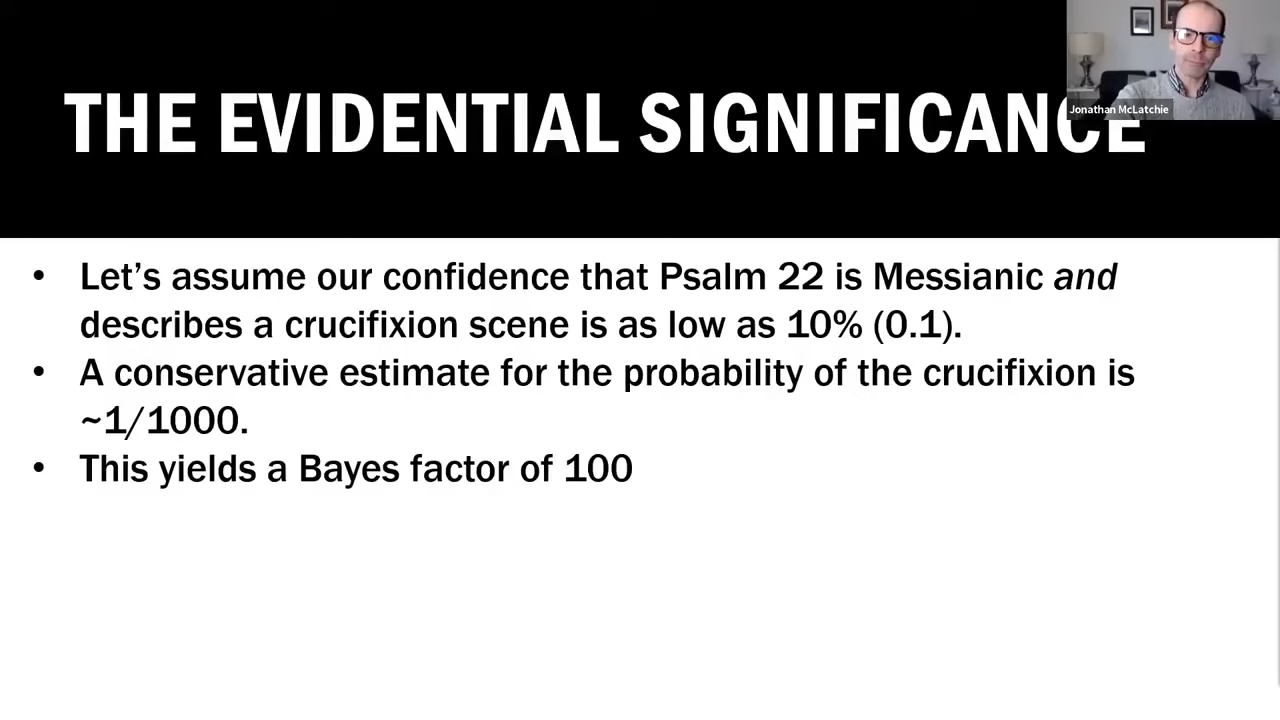 THE EVIDENTIAL SIGNIFICANCE
Jonathan McLatchie
• Let's assume our confidence that Psalm 22 is Messianic and
describes a crucifixion scene is as low as 10% (0.1).
• A conservative estimate for the probability of the crucifixion is
~1/1000.
• This yields a Bayes factor of 100